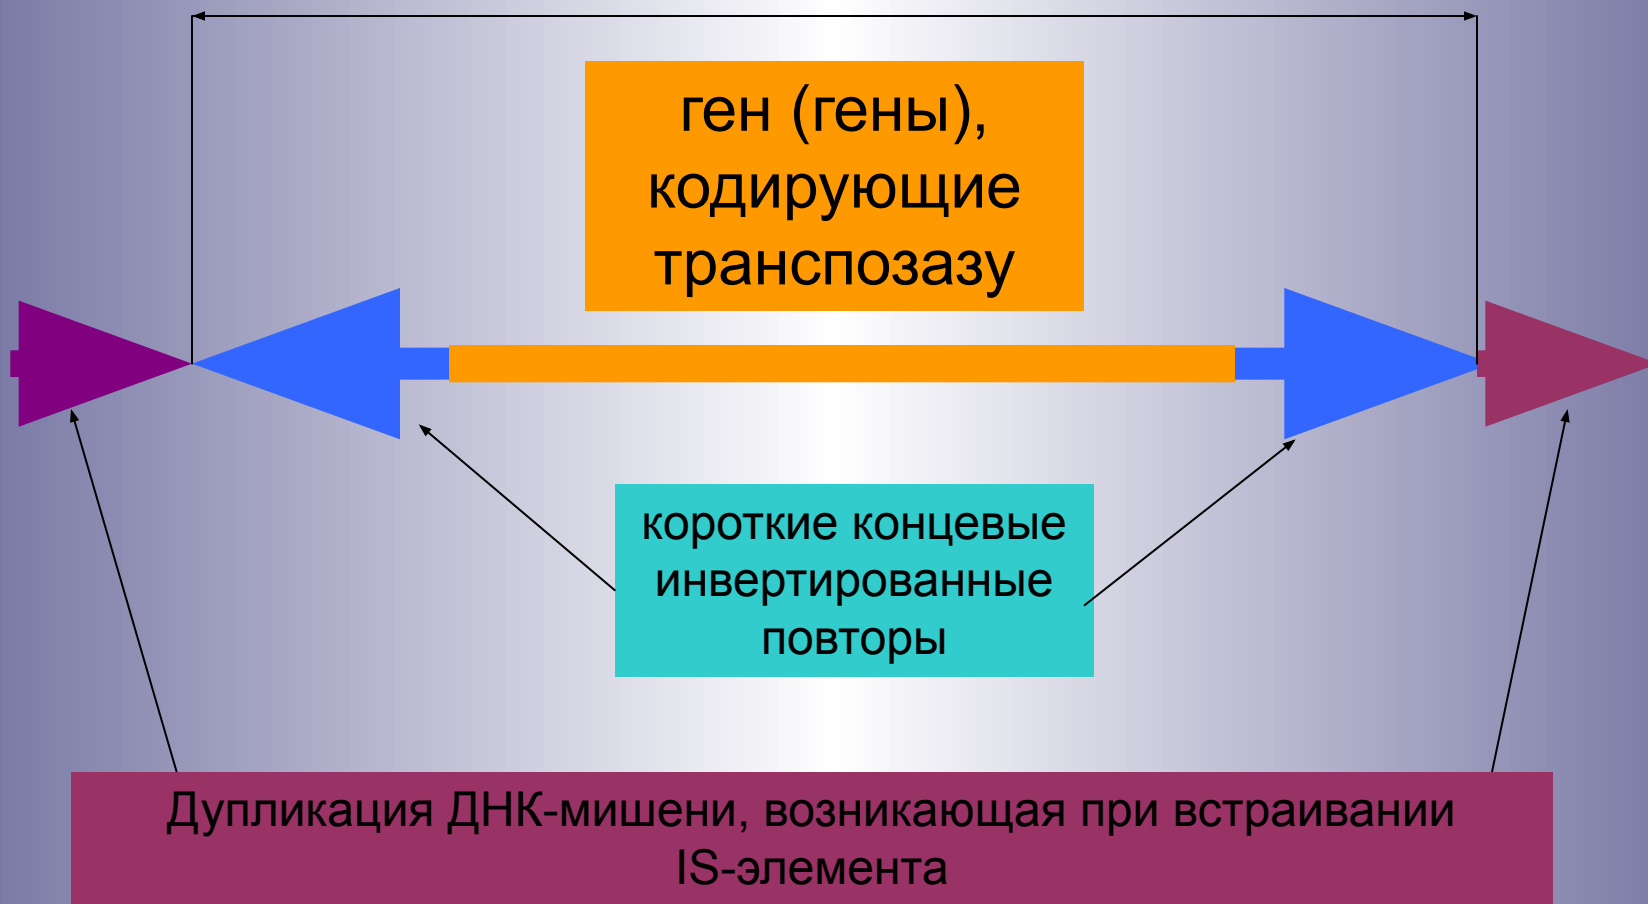 ген (гены),
кодирующие
транспозазу
короткие концевые
инвертированные
повторы
Дупликация ДНК-мишени, возникающая при встраивании
IS-элемента